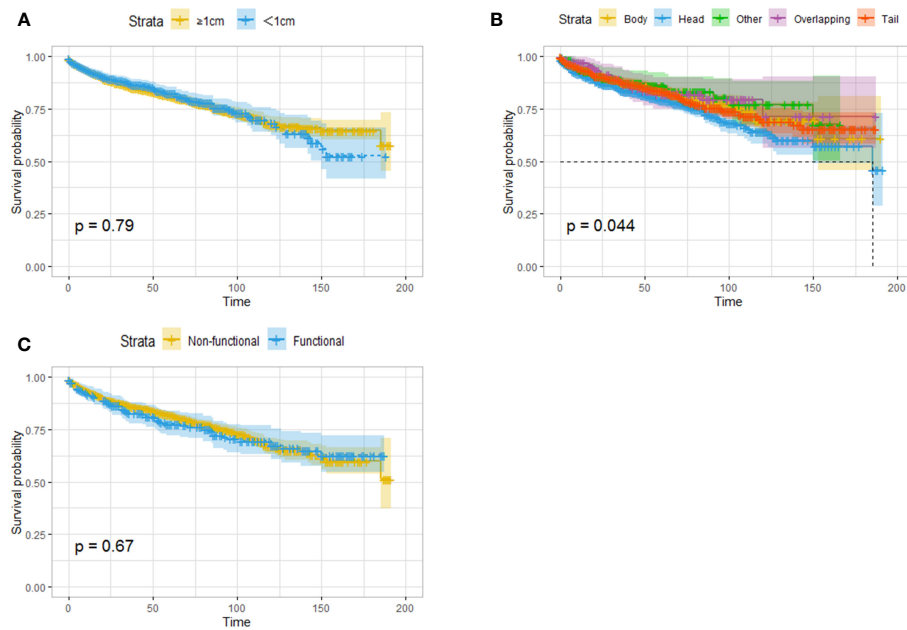 A
Strata ≥1cm <1cm
1.00
0.75
0.50
0.25
0.00
Survival probability
p = 0.79
0 50 100 150 200
Time
B
Strata Body Head Other Overlapping Tail
1.00
0.75
0.50
0.25
0.00
Survival probability
p = 0.044
0 50 100 150 200
Time
C
Strata Non-functional Functional
1.00
0.75
0.50
0.25
0.00
Survival probability
p = 0.67
0 50 100 150 200
Time